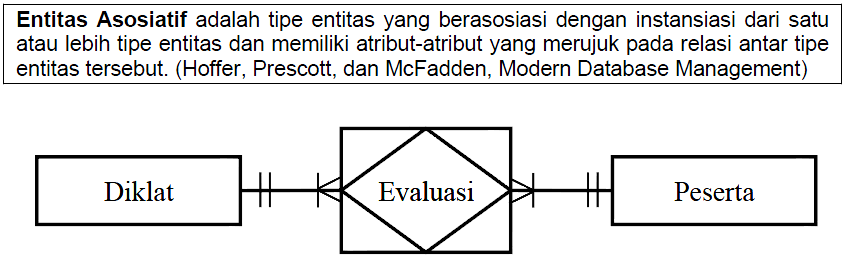 Entitas Asosiatif adalah tipe entitas yang berasosiasi dengan instansiasi dari satu
atau lebih tipe entitas dan memiliki atribut-atribut yang merujuk pada relasi antar tipe
entitas tersebut. (Hoffer, Prescott, dan McFadden, Modern Database Management)
Diklat
Evaluasi
Peserta